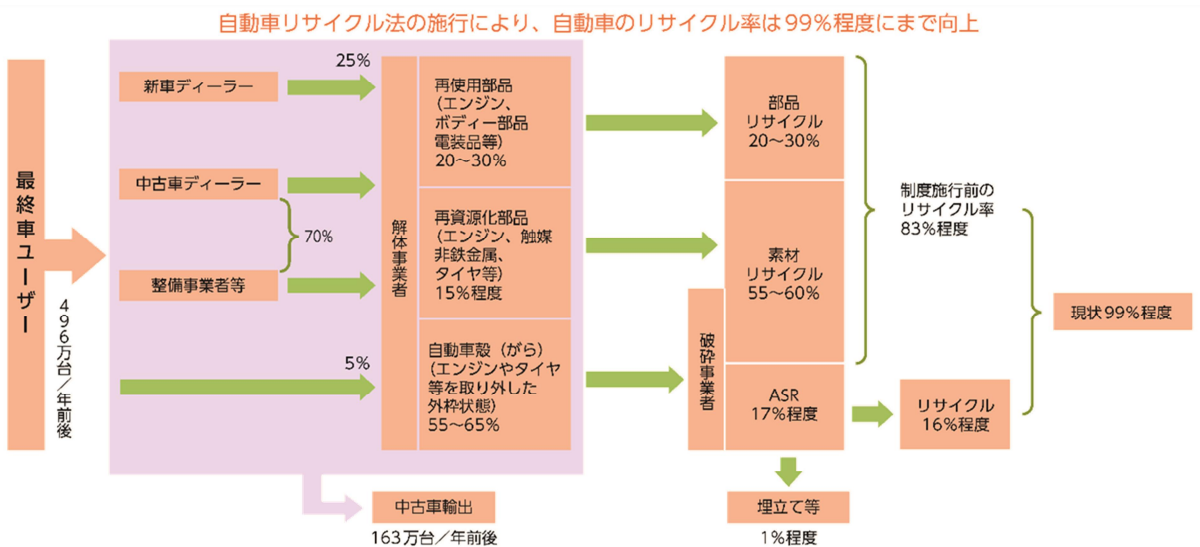 自動車リサイクル法の施行により、自動車のリサイクル率は99%程度にまで向上
最終車ユーザー
496万台／年前後
新車ディーラー
25%
中古車ディーラー
70%
整備事業者等
5%
解体事業者
再使用部品
（エンジン、
ボディー部品
電装品等）
20～30%
再資源化部品
（エンジン、触媒
非鉄金属、
タイヤ等）
15%程度
自動車殻（がら）
（エンジンやタイヤ
等を取り外した
外枠状態）
55～65%
中古車輸出
163万台／年前後
破砕事業者
部品
リサイクル
20～30%
素材
リサイクル
55～60%
ASR
17%程度
埋立て等
1%程度
制度施行前の
リサイクル率
83%程度
リサイクル
16%程度
現状99%程度